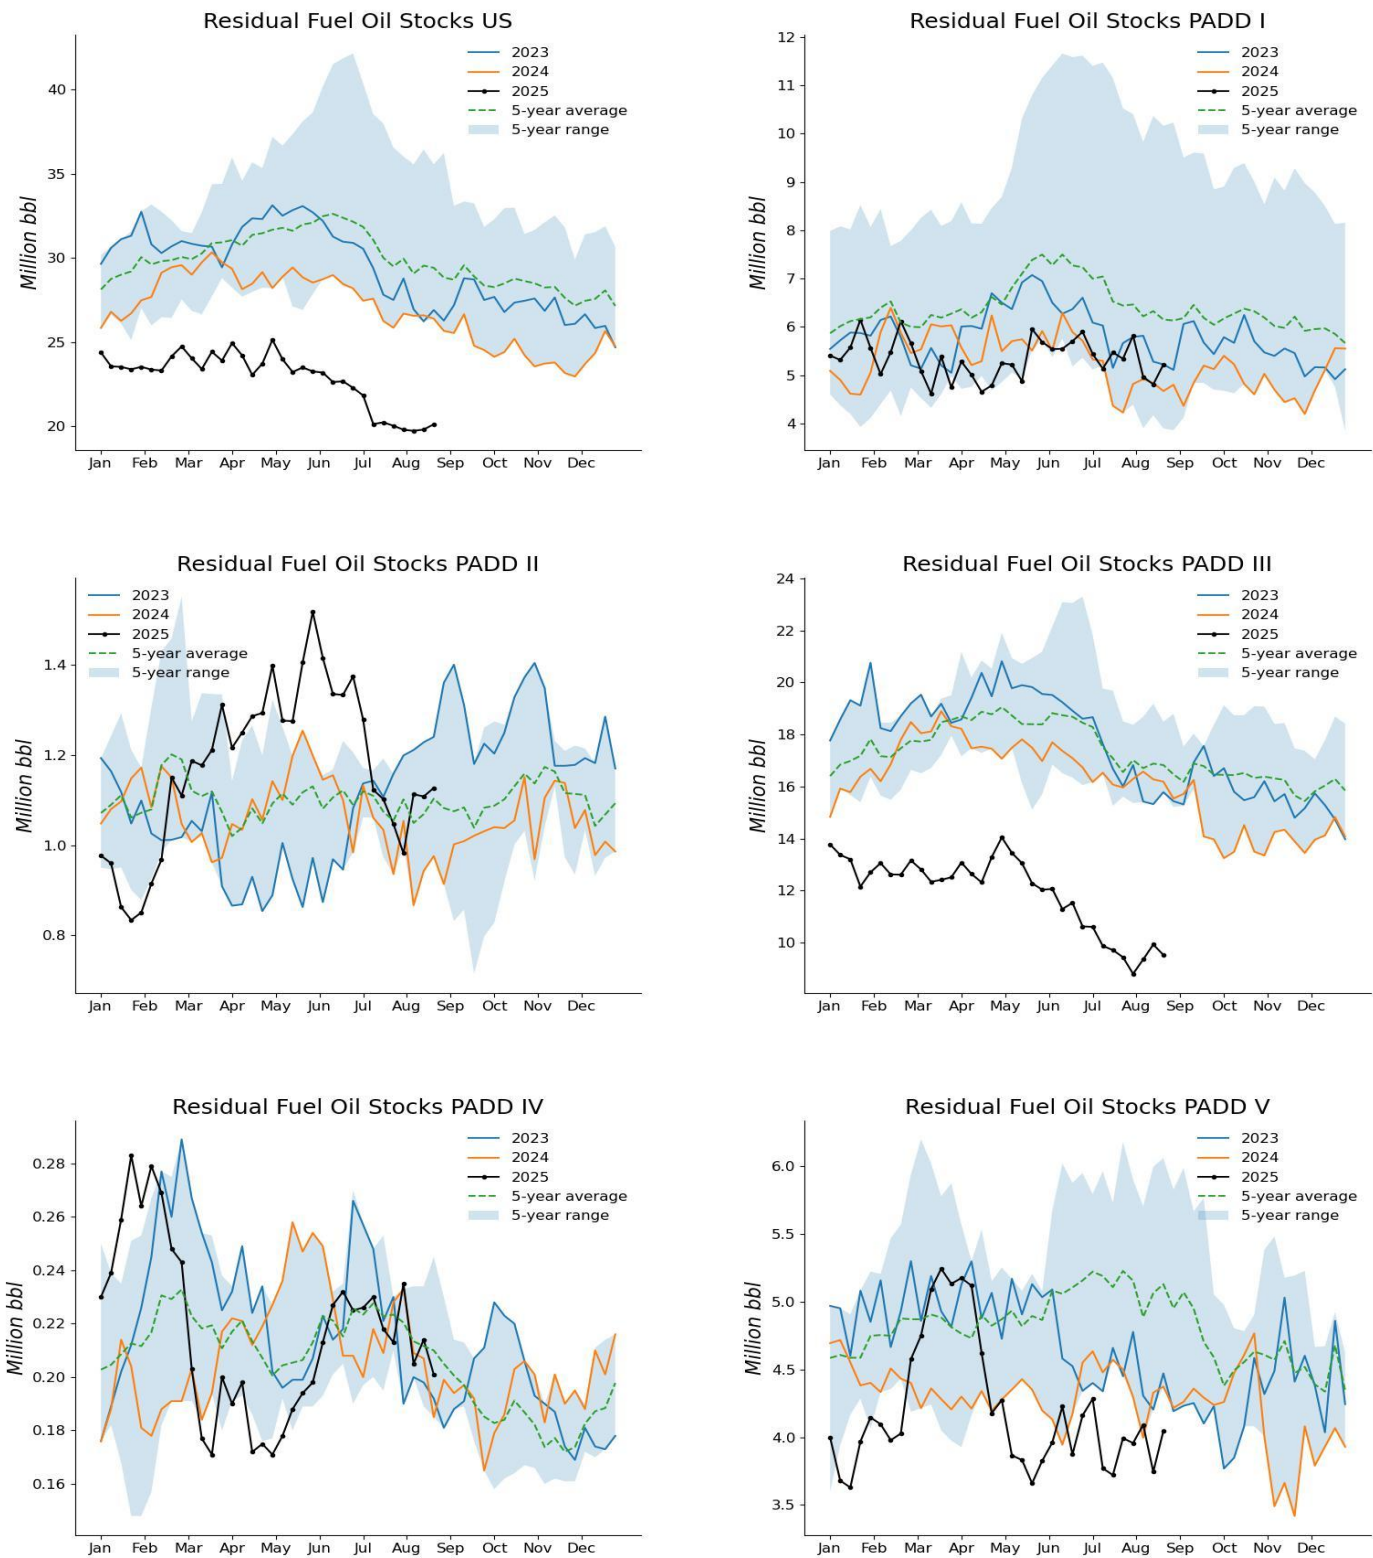 Residual Fuel Oil Stocks US
Million bbl
40
35
30
25
20
Jan Feb Mar Apr May Jun Jul Aug Sep Oct Nov Dec
2023
2024
2025
5-year average
5-year range
Residual Fuel Oil Stocks PADD I
Million bbl
12
11
10
9
8
7
6
5
4
Jan Feb Mar Apr May Jun Jul Aug Sep Oct Nov Dec
2023
2024
2025
5-year average
5-year range
Residual Fuel Oil Stocks PADD II
Million bbl
1.4
1.2
1.0
0.8
Jan Feb Mar Apr May Jun Jul Aug Sep Oct Nov Dec
2023
2024
2025
5-year average
5-year range
Residual Fuel Oil Stocks PADD III
Million bbl
24
22
20
18
16
14
12
10
Jan Feb Mar Apr May Jun Jul Aug Sep Oct Nov Dec
2023
2024
2025
5-year average
5-year range
Residual Fuel Oil Stocks PADD IV
Million bbl
0.28
0.26
0.24
0.22
0.20
0.18
0.16
Jan Feb Mar Apr May Jun Jul Aug Sep Oct Nov Dec
2023
2024
2025
5-year average
5-year range
Residual Fuel Oil Stocks PADD V
Million bbl
6.0
5.5
5.0
4.5
4.0
3.5
Jan Feb Mar Apr May Jun Jul Aug Sep Oct Nov Dec
2023
2024
2025
5-year average
5-year range